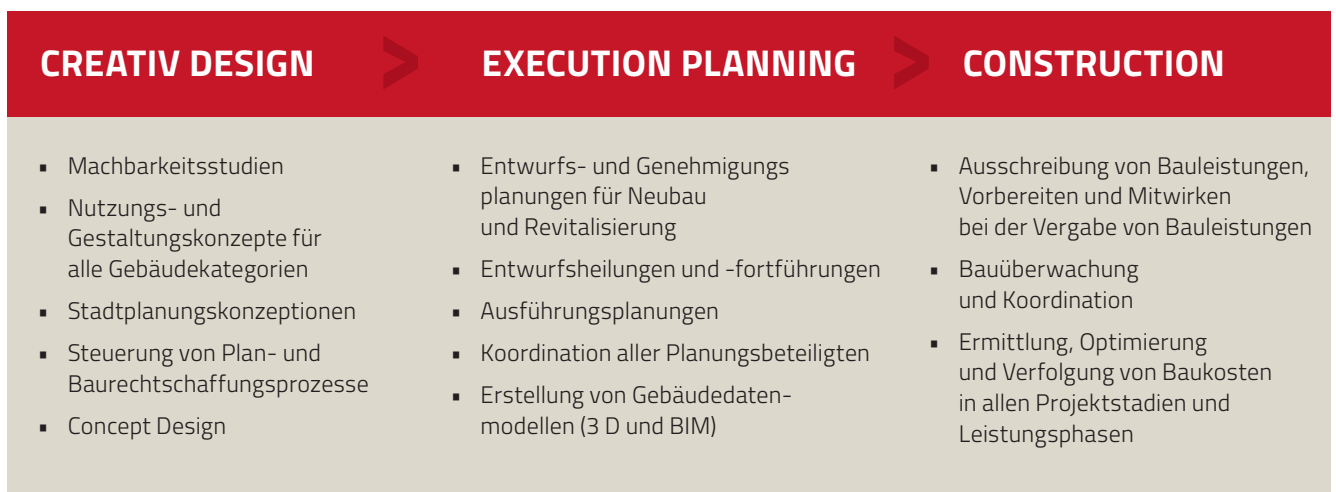 CREATIV DESIGN > EXECUTION PLANNING > CONSTRUCTION
▪ Machbarkeitsstudien
▪ Nutzungs- und
Gestaltungskonzepte für
alle Gebäudekategorien
▪ Stadtplanungskonzeptionen
▪ Steuerung von Plan- und
Baurechtschaffungsprozesse
▪ Concept Design
▪ Entwurfs- und Genehmigungs
planungen für Neubau
und Revitalisierung
▪ Entwurfsheilungen und -fortführungen
▪ Ausführungsplanungen
▪ Koordination aller Planungsbeteiligten
▪ Erstellung von Gebäudedaten-
modellen (3 D und BIM)
▪ Ausschreibung von Bauleistungen,
Vorbereiten und Mitwirken
bei der Vergabe von Bauleistungen
▪ Bauüberwachung
und Koordination
▪ Ermittlung, Optimierung
und Verfolgung von Baukosten
in allen Projektstadien und
Leistungsphasen